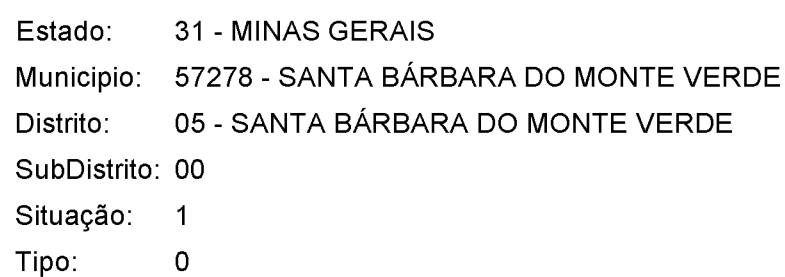 Estado: 31 - MINAS GERAIS
Municipio: 57278 - SANTA BÁRBARA DO MONTE VERDE
Distrito: 05 - SANTA BÁRBARA DO MONTE VERDE
SubDistrito: 00
Situação: 1
Tipo: 0